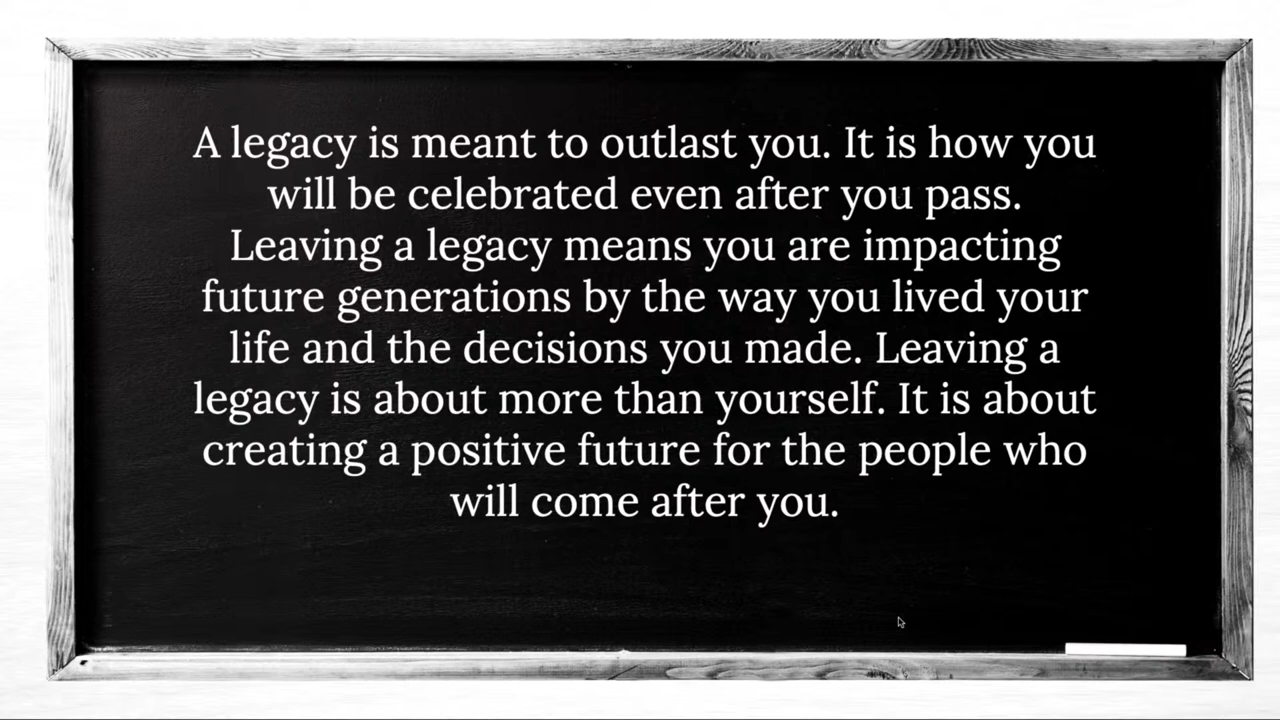 A legacy is meant to outlast you. It is how you
will be celebrated even after you pass.
Leaving a legacy means you are impacting
future generations by the way you lived your
life and the decisions you made. Leaving a
legacy is about more than yourself. It is about
creating a positive future for the people who
will come after you.